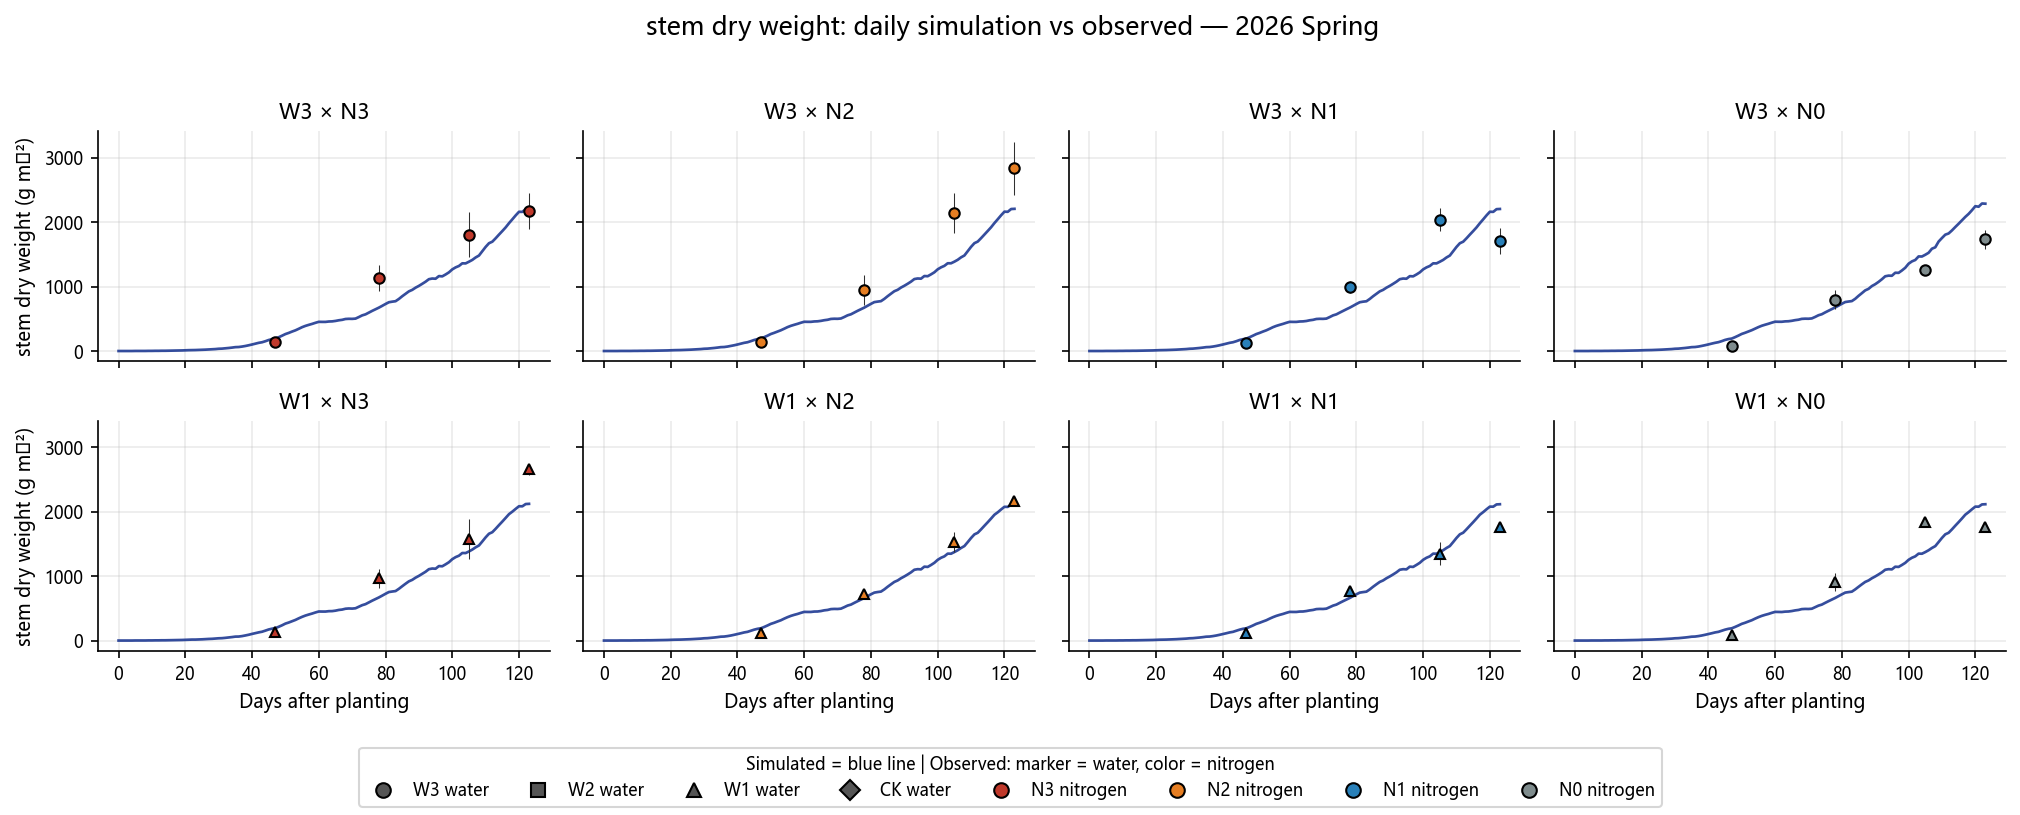 stem dry weight: daily simulation vs observed — 2026 Spring
W3 × N3
W3 × N2
W3 × N1
W3 × N0
stem dry weight (g m▯²)
3000
2000
1000
0
W1 × N3
W1 × N2
W1 × N1
W1 × N0
stem dry weight (g m▯²)
3000
2000
1000
0
0 20 40 60 80 100 120
0 20 40 60 80 100 120
0 20 40 60 80 100 120
0 20 40 60 80 100 120
Days after planting
Days after planting
Days after planting
Days after planting
Simulated = blue line | Observed: marker = water, color = nitrogen
W3 water W2 water W1 water CK water N3 nitrogen N2 nitrogen N1 nitrogen N0 nitrogen